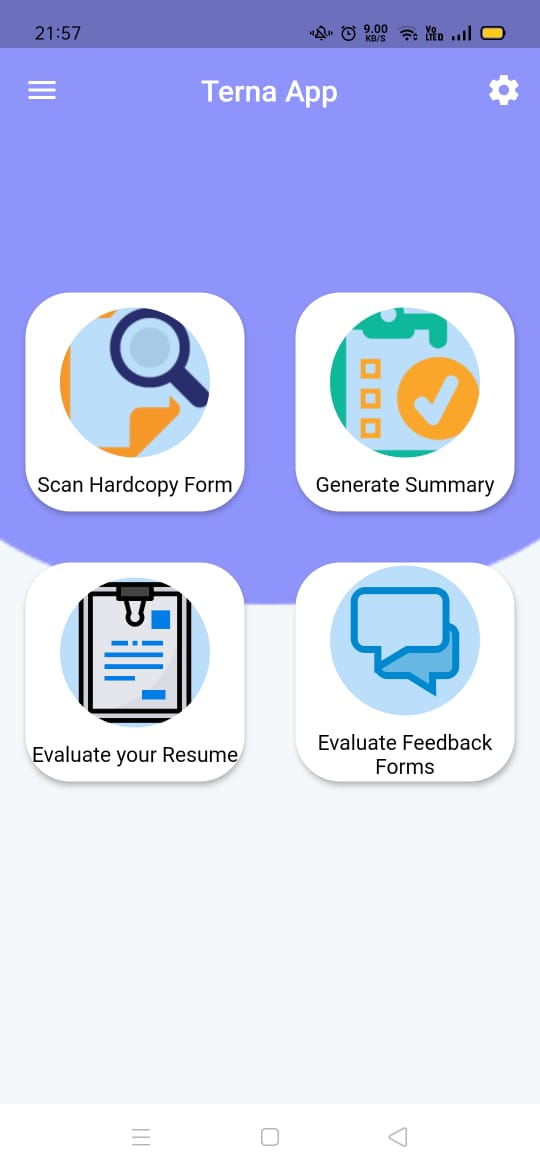 21:57
9.00
KB/S
Vo
LTED
Terna App
Scan Hardcopy Form
Generate Summary
Evaluate your Resume
Evaluate Feedback
Forms